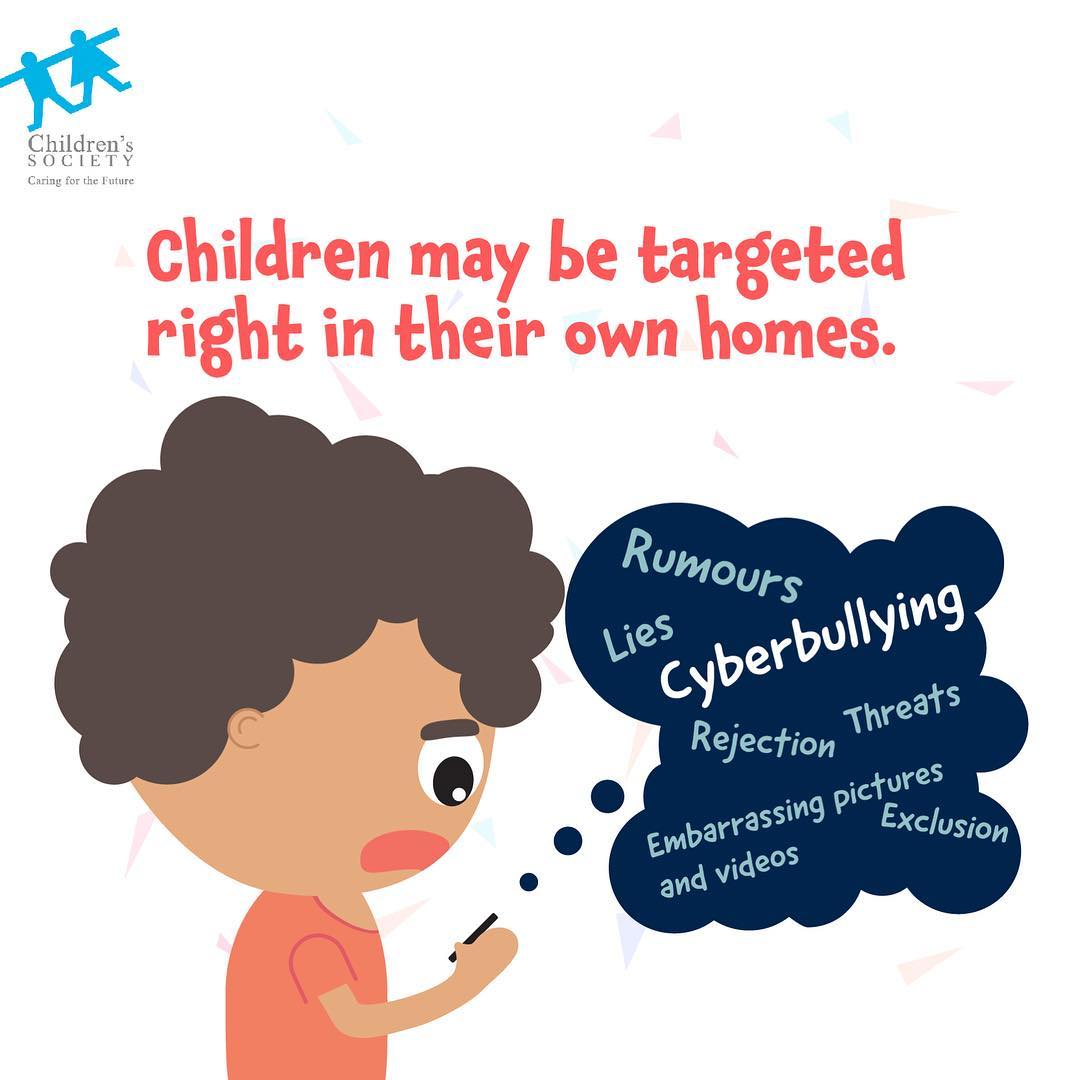 Children's
SOCIETY
Caring for the Future
Children may be targeted
right in their own homes.
Rumours
Lies
Cyberbullying
Rejection
Threats
Embarrassing pictures
and videos
Exclusion